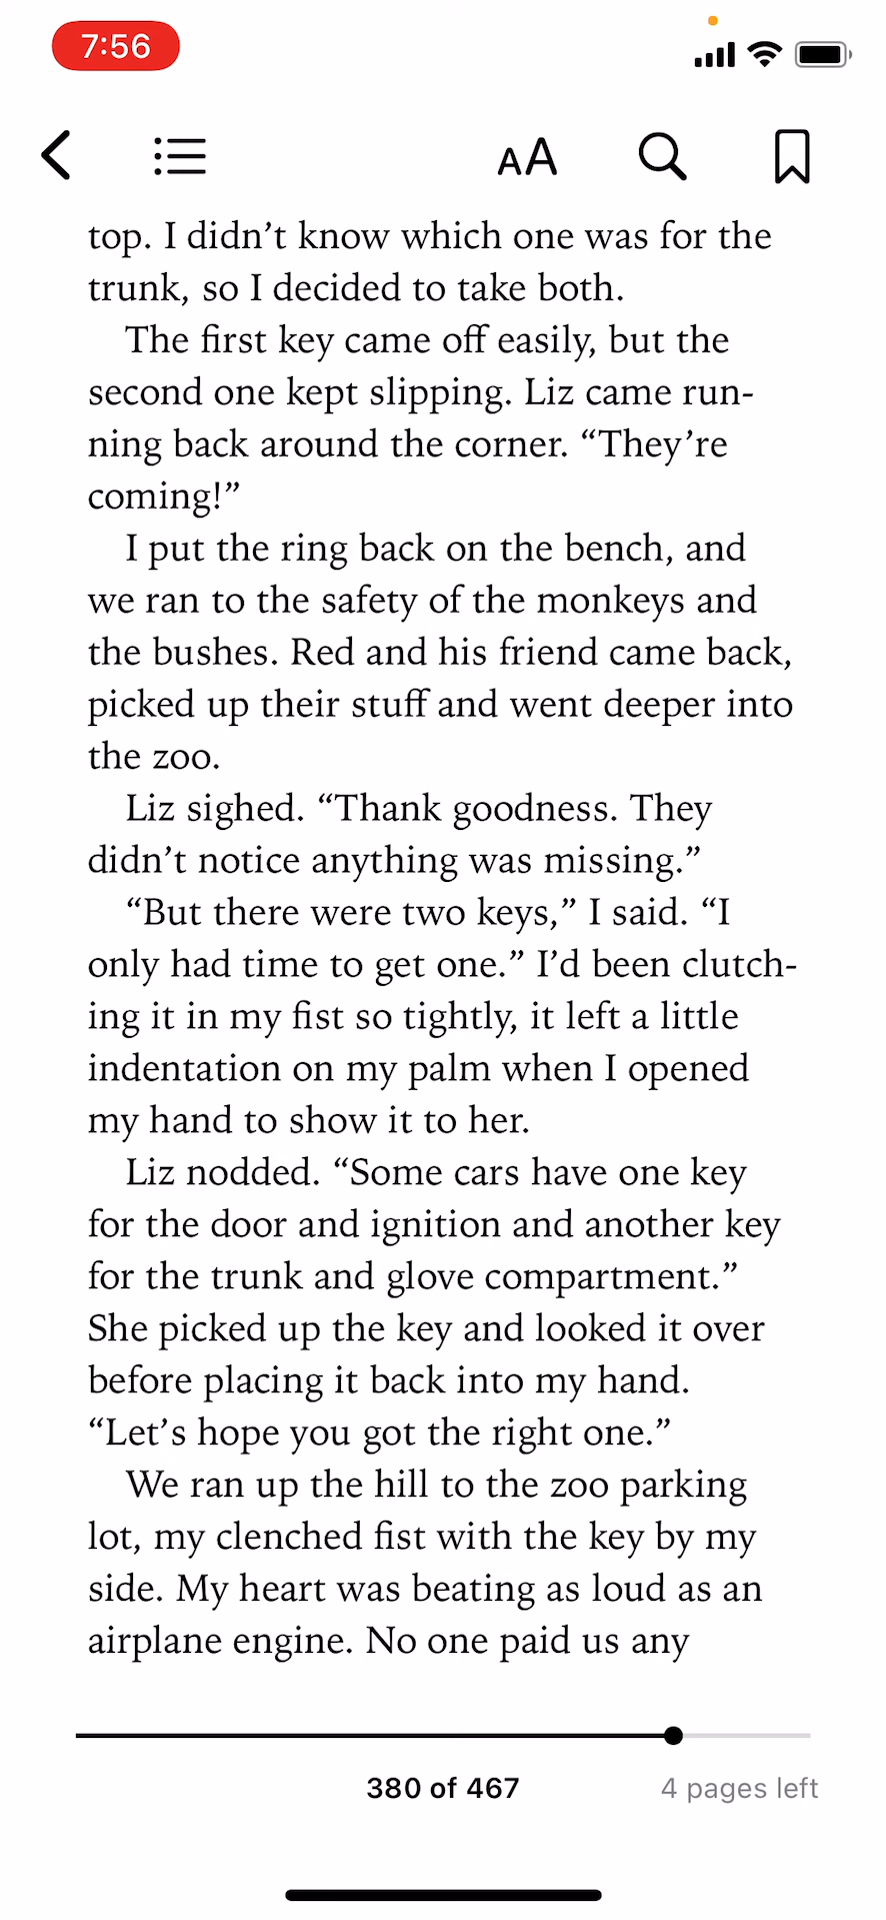 7:56
AA
top. I didn’t know which one was for the
trunk, so I decided to take both.
The first key came off easily, but the
second one kept slipping. Liz came run-
ning back around the corner. “They’re
coming!”
I put the ring back on the bench, and
we ran to the safety of the monkeys and
the bushes. Red and his friend came back,
picked up their stuff and went deeper into
the zoo.
Liz sighed. “Thank goodness. They
didn’t notice anything was missing.”
“But there were two keys,” I said. “I
only had time to get one.” I’d been clutch-
ing it in my fist so tightly, it left a little
indentation on my palm when I opened
my hand to show it to her.
Liz nodded. “Some cars have one key
for the door and ignition and another key
for the trunk and glove compartment.”
She picked up the key and looked it over
before placing it back into my hand.
“Let’s hope you got the right one.”
We ran up the hill to the zoo parking
lot, my clenched fist with the key by my
side. My heart was beating as loud as an
airplane engine. No one paid us any
380 of 467
4 pages left